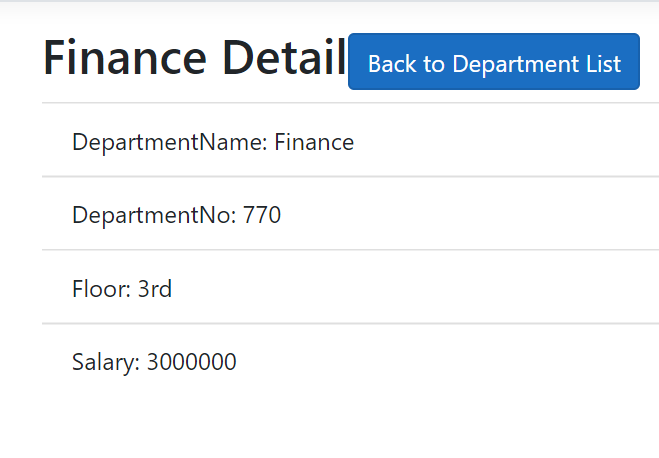 Finance Detail Back to Department List
DepartmentName: Finance
DepartmentNo: 770
Floor: 3rd
Salary: 3000000